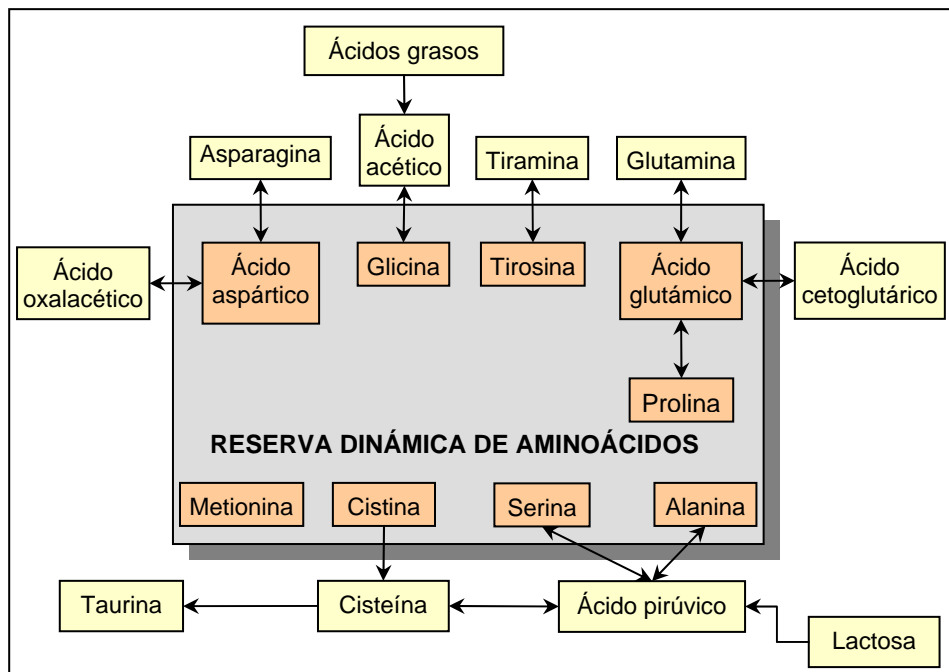 Ácidos grasos
Asparagina
Ácido
acético
Tiramina
Glutamina
Ácido
oxalacético
Ácido
aspártico
Glicina
Tirosina
Ácido
glutámico
Ácido
cetoglutárico
Prolina
RESERVA DINÁMICA DE AMINOÁCIDOS
Metionina
Cistina
Serina
Alanina
Taurina
Cisteína
Ácido pirúvico
Lactosa